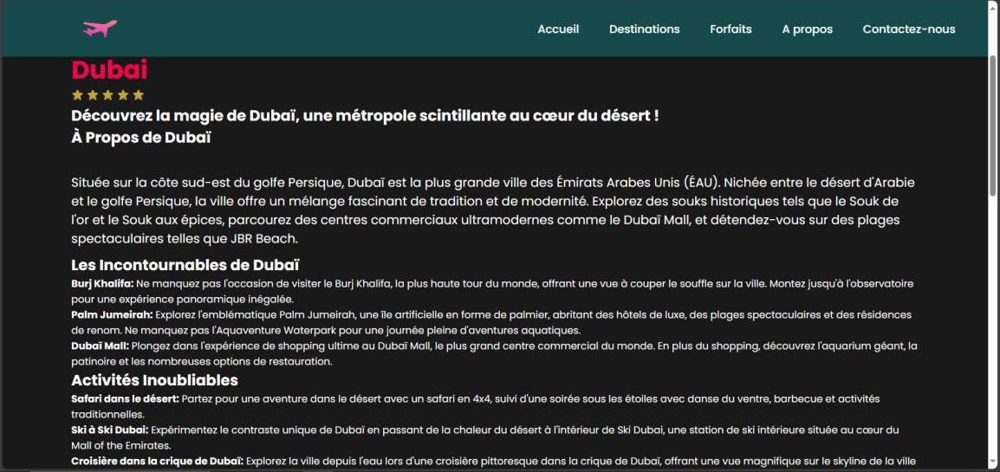 Accueil Destinations Forfaits A propos Contactez-nous
Dubai
Découvrez la magie de Dubaï, une métropole scintillante au cœur du désert !
À Propos de Dubaï
Située sur la côte sud-est du golfe Persique, Dubaï est la plus grande ville des Émirats Arabes Unis (ÉAU). Nichée entre le désert d'Arabie
et le golfe Persique, la ville offre un mélange fascinant de tradition et de modernité. Explorez des souks historiques tels que le Souk de
l'or et le Souk aux épices, parcourez des centres commerciaux ultramodernes comme le Dubaï Mall, et détendez-vous sur des plages
spectaculaires telles que JBR Beach.
Les Incontournables de Dubaï
Burj Khalifa: Ne manquez pas l'occasion de visiter le Burj Khalifa, la plus haute tour du monde, offrant une vue à couper le souffle sur la ville. Montez jusqu'à l'observatoire
pour une expérience panoramique inégalée.
Palm Jumeirah: Explorez l'emblématique Palm Jumeirah, une île artificielle en forme de palmier, abritant des hôtels de luxe, des plages spectaculaires et des résidences
de renom. Ne manquez pas l'Aquaventure Waterpark pour une journée pleine d'aventures aquatiques.
Dubaï Mall: Plongez dans l'expérience de shopping ultime au Dubaï Mall, le plus grand centre commercial du monde. En plus du shopping, découvrez l'aquarium géant, la
patinoire et les nombreuses options de restauration.
Activités Inoubliables
Safari dans le désert: Partez pour une aventure dans le désert avec un safari en 4x4, suivi d'une soirée sous les étoiles avec danse du ventre, barbecue et activités
traditionnelles.
Ski à Ski Dubai: Expérimentez le contraste unique de Dubaï en passant de la chaleur du désert à l'intérieur de Ski Dubai, une station de ski intérieure située au cœur du
Mall of the Emirates.
Croisière dans la crique de Dubaï: Explorez la ville depuis l'eau lors d'une croisière pittoresque dans la crique de Dubaï, offrant une vue magnifique sur le skyline de la ville